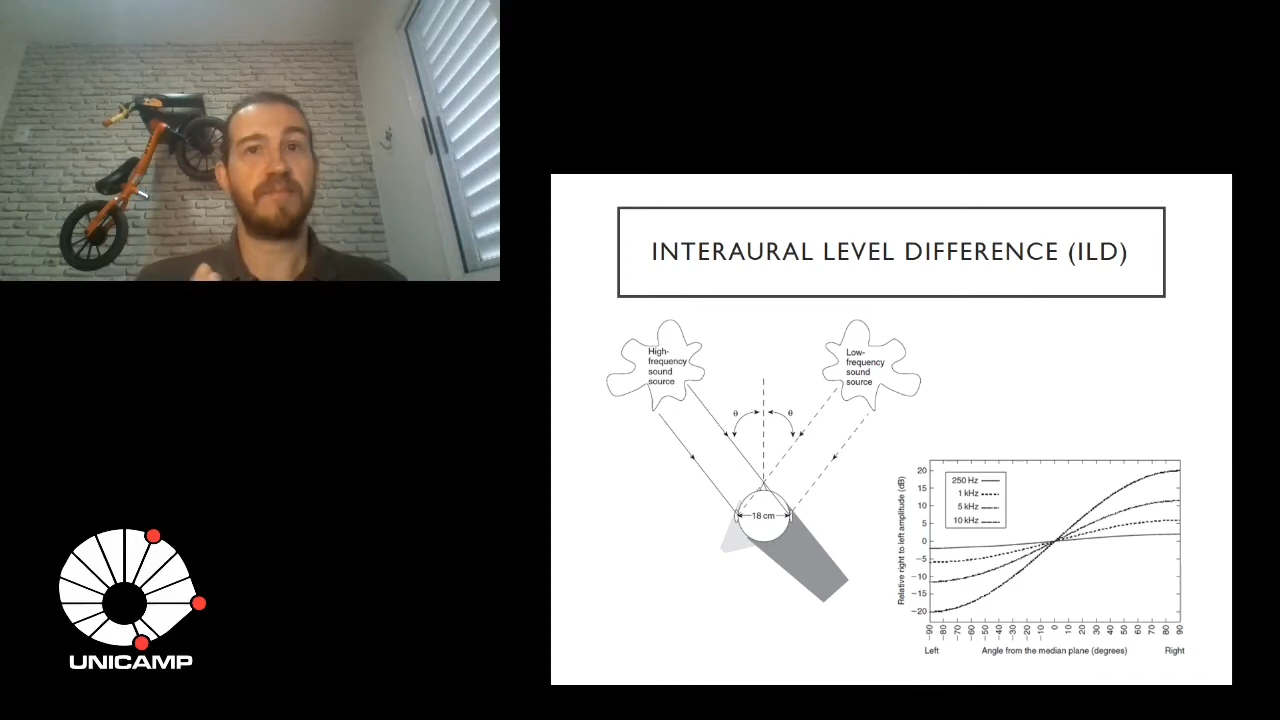 INTERAURAL LEVEL DIFFERENCE (ILD)
High-
frequency
sound
source
Low-
frequency
sound
source
θ
θ
18 cm
Relative right to left amplitude (dB)
20
15
10
5
0
−5
−10
−15
−20
250 Hz
1 kHz
5 kHz
10 kHz
−90
−80
−70
−60
−50
−40
−30
−20
−10
0
10
20
30
40
50
60
70
80
90
Left
Angle from the median plane (degrees)
Right
UNICAMP